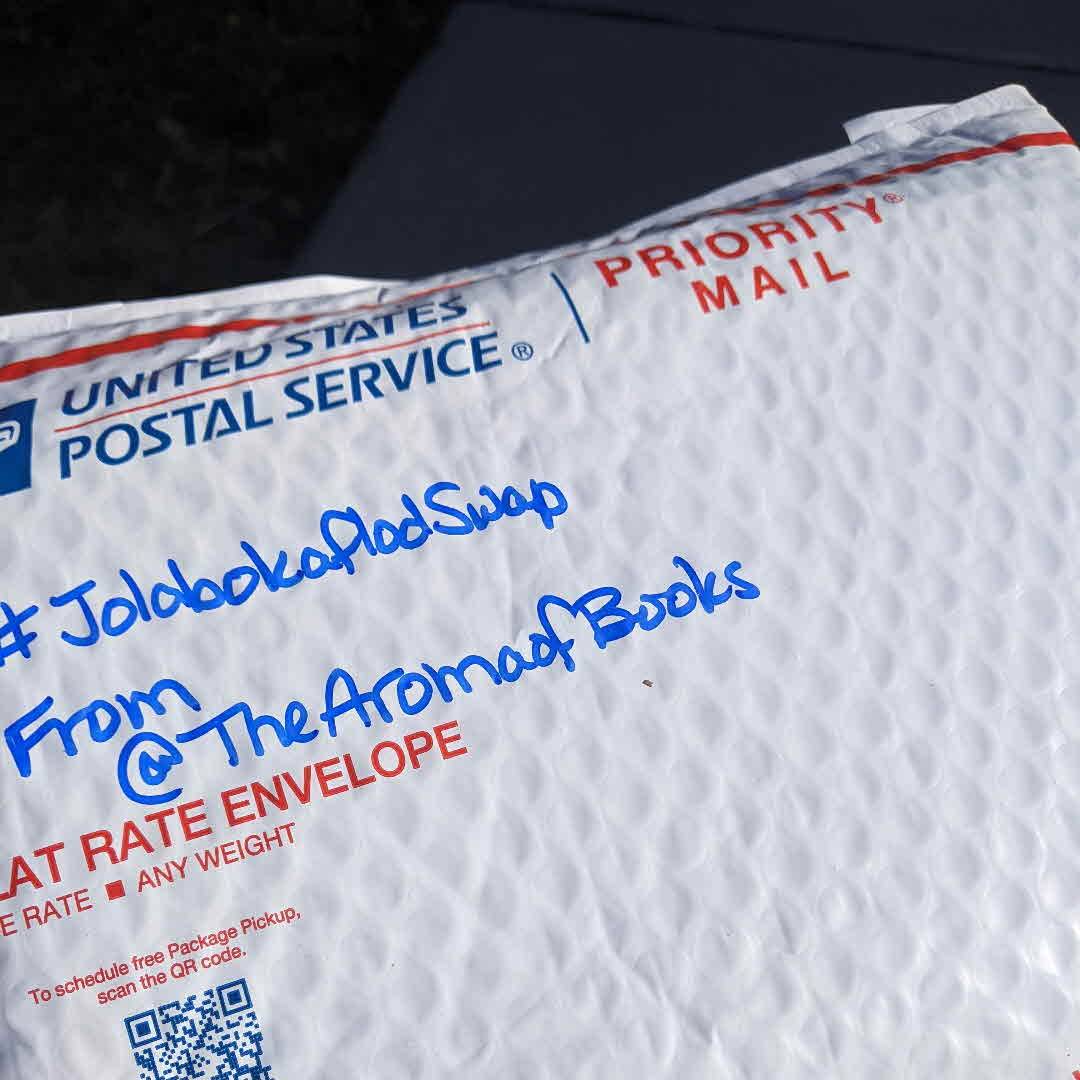 UNITED STATES
POSTAL SERVICE®
PRIORITY®
MAIL
#JolabokaflodSwap
From
@TheAromaofBooks
LAT RATE ENVELOPE
E RATE ■ ANY WEIGHT
To schedule free Package Pickup,
scan the QR code.